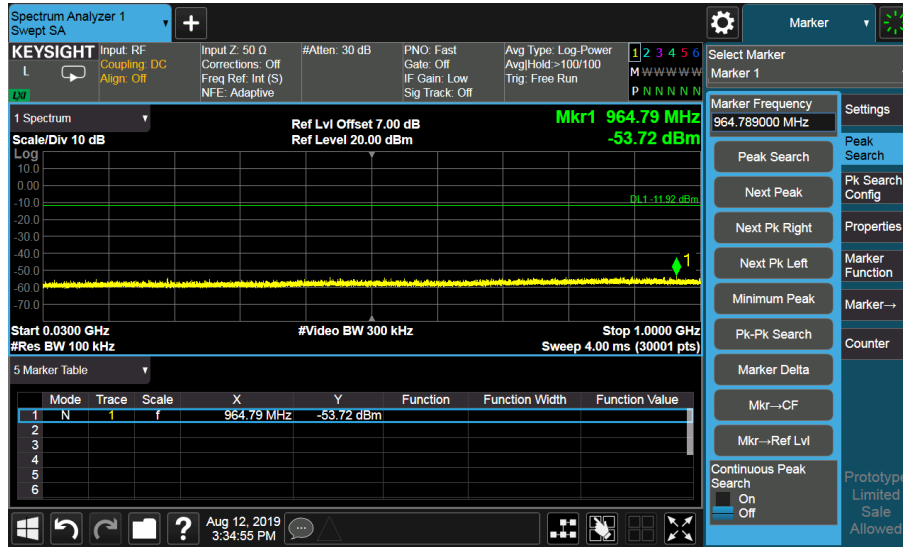 Spectrum Analyzer 1
Swept SA
Marker
KEYSIGHT
L
LXI
Input: RF
Coupling: DC
Align: Off
Input Z: 50 Ω
Corrections: Off
Freq Ref: Int (S)
NFE: Adaptive
#Atten: 30 dB
PNO: Fast
Gate: Off
IF Gain: Low
Sig Track: Off
Avg Type: Log-Power
Avg|Hold:>100/100
Trig: Free Run
1 2 3 4 5 6
M W W W W W
P N N N N N
Select Marker
Marker 1
1 Spectrum
Scale/Div 10 dB
Ref Lvl Offset 7.00 dB
Ref Level 20.00 dBm
Mkr1 964.79 MHz
-53.72 dBm
Log
10.0
0.00
-10.0
-20.0
-30.0
-40.0
-50.0
-60.0
-70.0
DL1 -11.92 dBm
1
Start 0.0300 GHz
#Res BW 100 kHz
#Video BW 300 kHz
Stop 1.0000 GHz
Sweep 4.00 ms (30001 pts)
5 Marker Table
Mode Trace Scale X Y Function Function Width Function Value
1 N 1 f 964.79 MHz -53.72 dBm
2
3
4
5
6
Aug 12, 2019
3:34:55 PM
Marker Frequency
964.789000 MHz
Peak Search
Next Peak
Next Pk Right
Next Pk Left
Minimum Peak
Pk-Pk Search
Marker Delta
Mkr→CF
Mkr→Ref Lvl
Continuous Peak
Search
On
Off
Settings
Peak
Search
Pk Search
Config
Properties
Marker
Function
Marker→
Counter
Prototype
Limited
Sale
Allowed